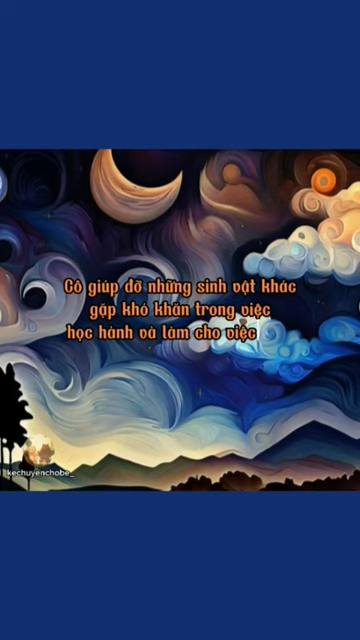 Cô giúp đỡ những sinh vật khác
gặp khó khăn trong việc
học hành và làm cho việc
kechuyenchobe_